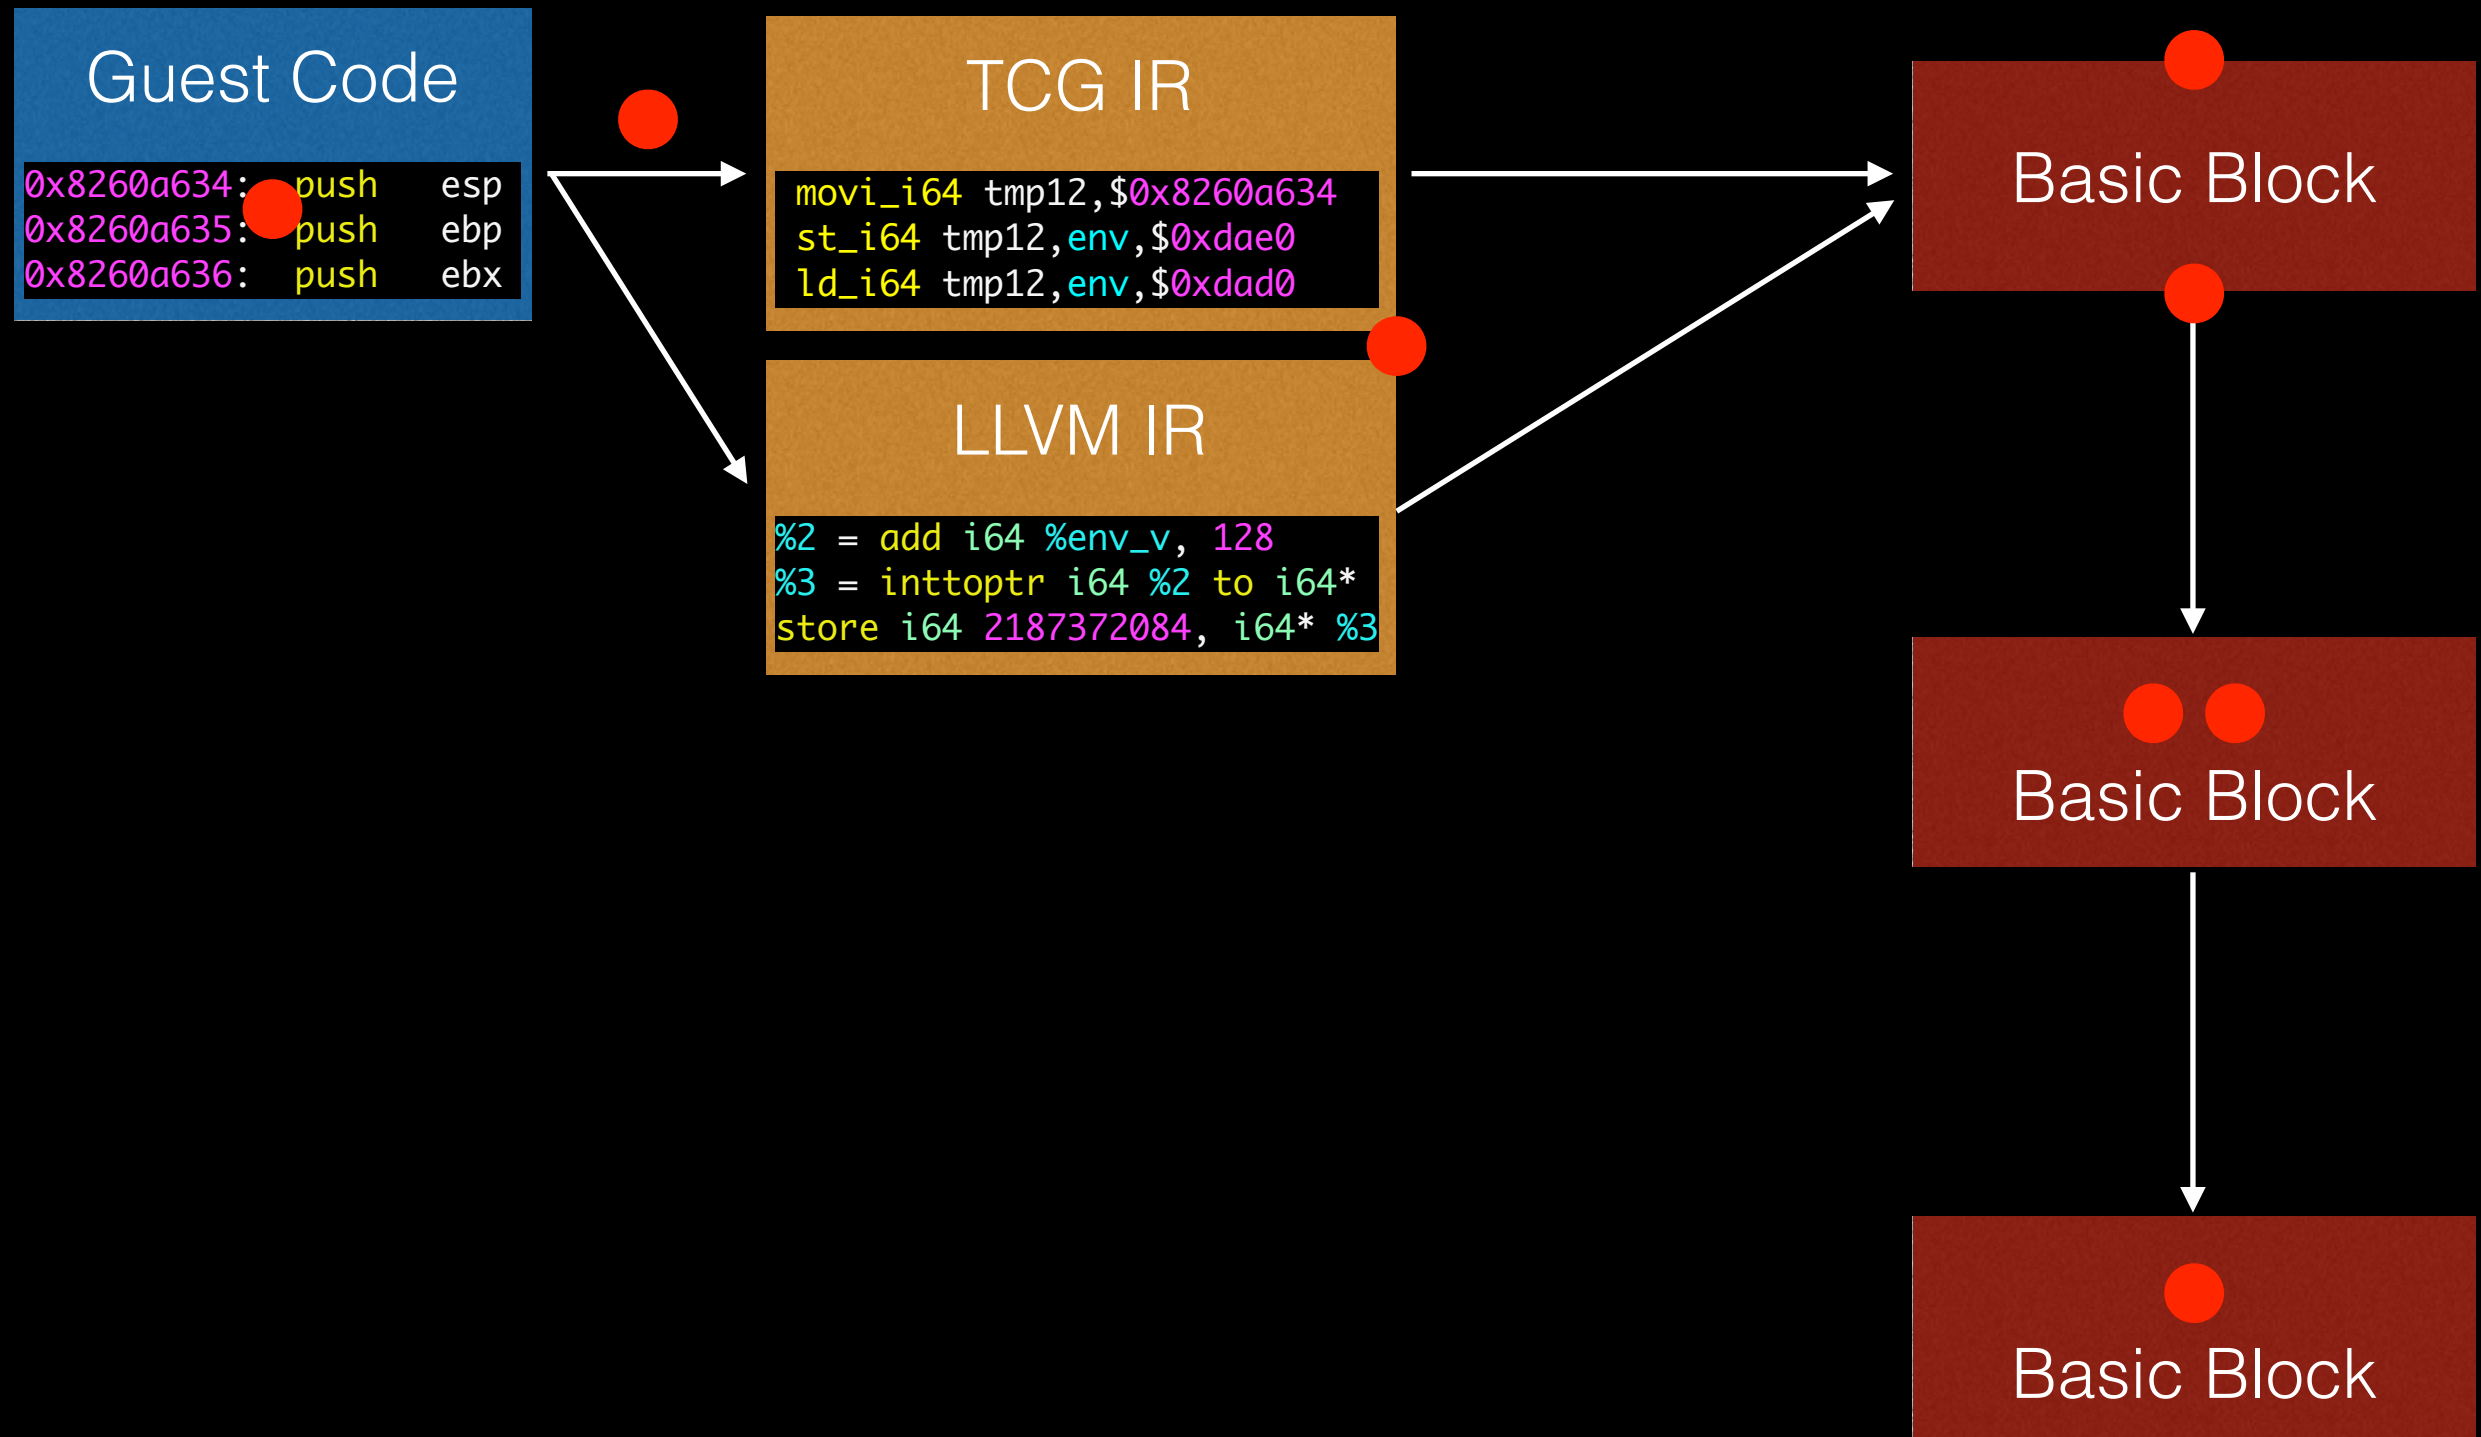 Guest Code
0x8260a634: push esp
0x8260a635: push ebp
0x8260a636: push ebx
TCG IR
movi_i64 tmp12,$0x8260a634
st_i64 tmp12,env,$0xdae0
ld_i64 tmp12,env,$0xdad0
LLVM IR
%2 = add i64 %env_v, 128
%3 = inttoptr i64 %2 to i64*
store i64 2187372084, i64* %3
Basic Block
Basic Block
Basic Block